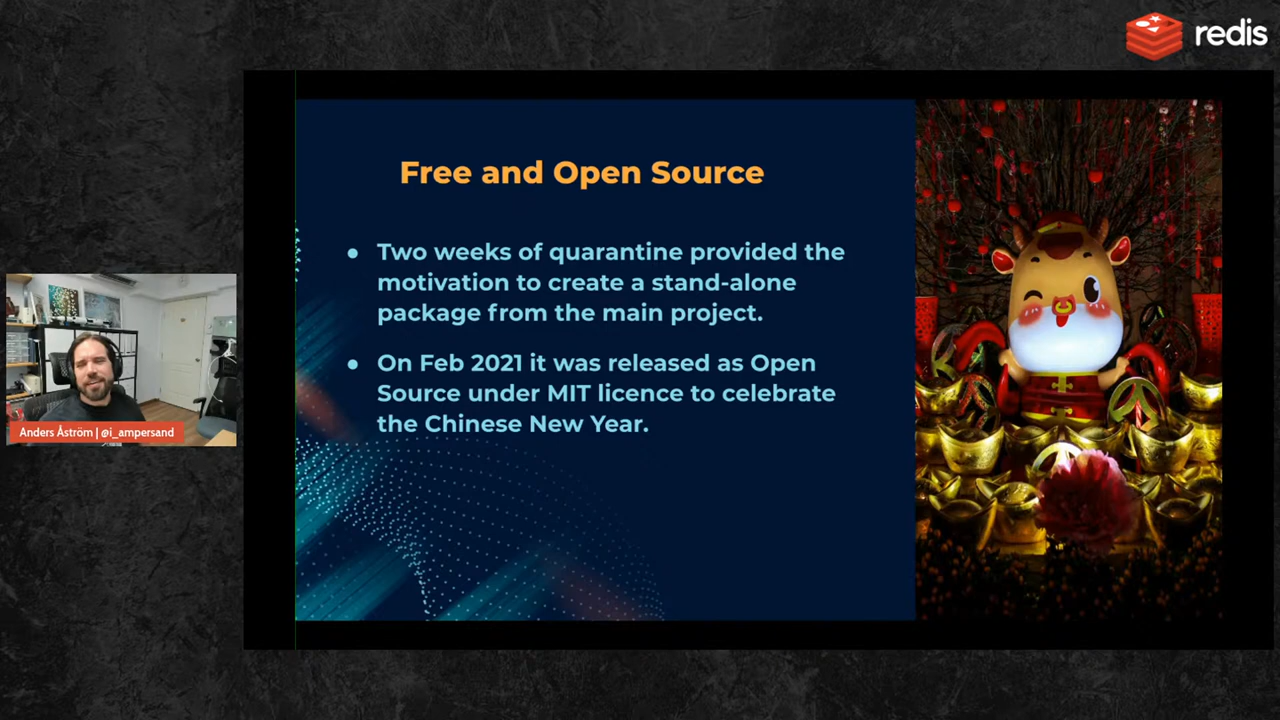 redis
Free and Open Source
● Two weeks of quarantine provided the
motivation to create a stand-alone
package from the main project.
● On Feb 2021 it was released as Open
Source under MIT licence to celebrate
the Chinese New Year.
Anders Åström | @i_ampersand